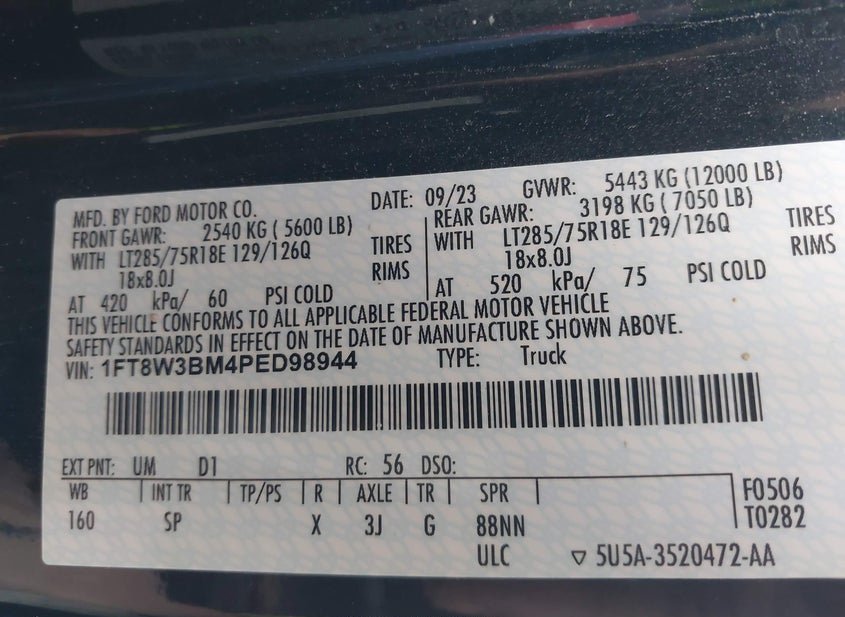 MFD. BY FORD MOTOR CO. DATE: 09/23 GVWR: 5443 KG (12000 LB)
FRONT GAWR: 2540 KG ( 5600 LB) REAR GAWR: 3198 KG ( 7050 LB)
WITH LT285/75R18E 129/126Q TIRES WITH LT285/75R18E 129/126Q TIRES
18x8.0J RIMS 18x8.0J RIMS
AT 420 kPa/ 60 PSI COLD AT 520 kPa/ 75 PSI COLD
THIS VEHICLE CONFORMS TO ALL APPLICABLE FEDERAL MOTOR VEHICLE
SAFETY STANDARDS IN EFFECT ON THE DATE OF MANUFACTURE SHOWN ABOVE.
VIN: 1FT8W3BM4PED98944 TYPE: Truck
EXT PNT: UM D1 RC: 56 DSO:
WB INT TR TP/PS R AXLE TR SPR F0506
160 SP X 3J G 88NN T0282
ULC ▽ 5U5A-3520472-AA